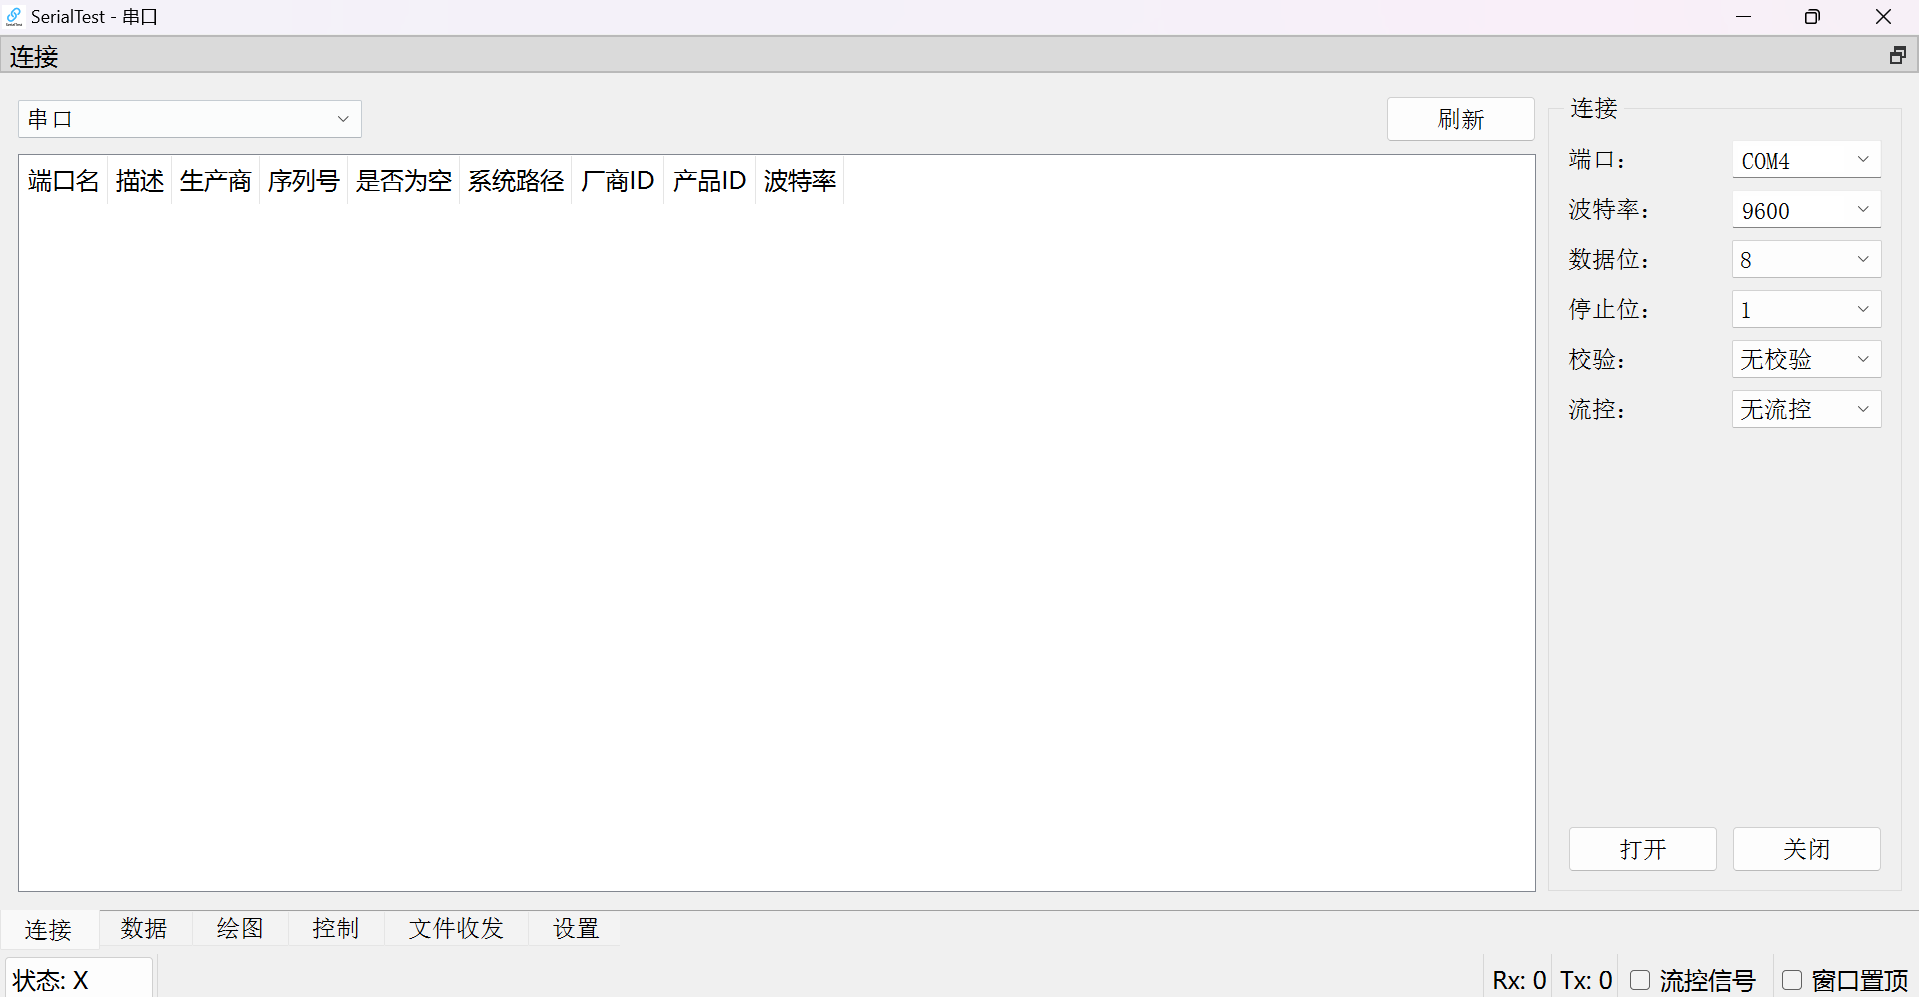 SerialTest - 串口
连接
串口
刷新
端口名 描述 生产商 序列号 是否为空 系统路径 厂商ID 产品ID 波特率
连接
端口: COM4
波特率: 9600
数据位: 8
停止位: 1
校验: 无校验
流控: 无流控
打开 关闭
连接 数据 绘图 控制 文件收发 设置
状态: X
Rx: 0 Tx: 0 流控信号 窗口置顶